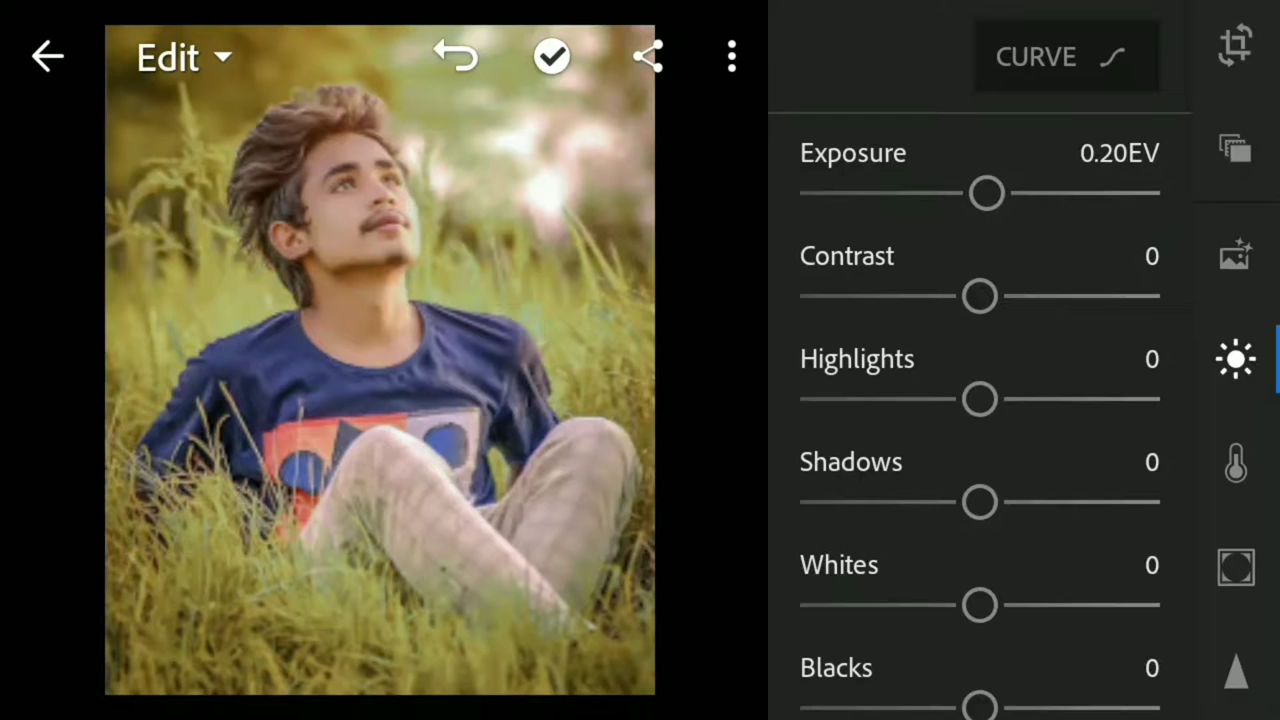 Edit
CURVE
Exposure 0.20EV
Contrast 0
Highlights 0
Shadows 0
Whites 0
Blacks 0